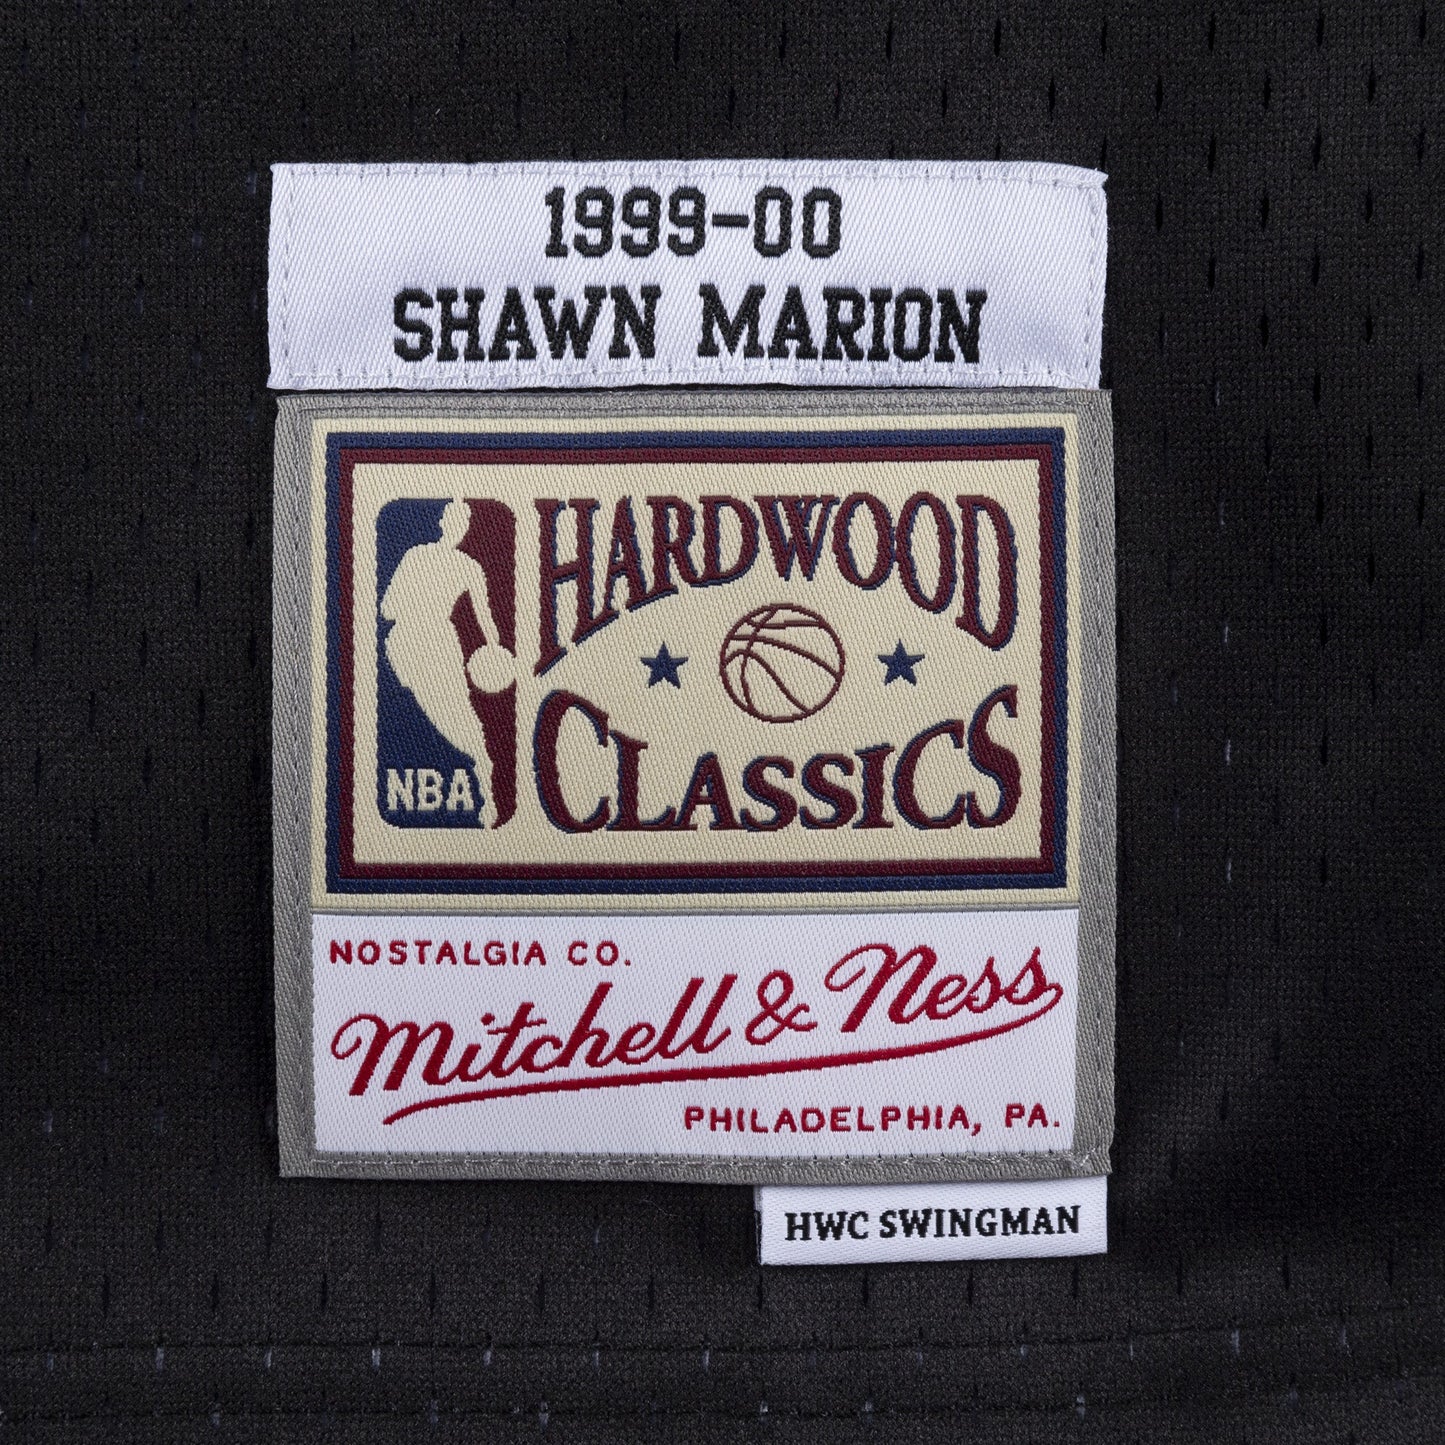 1999-00
SHAWN MARION
HARDWOOD
CLASSICS
NBA
NOSTALGIA CO.
Mitchell & Ness
PHILADELPHIA, PA.
HWC SWINGMAN